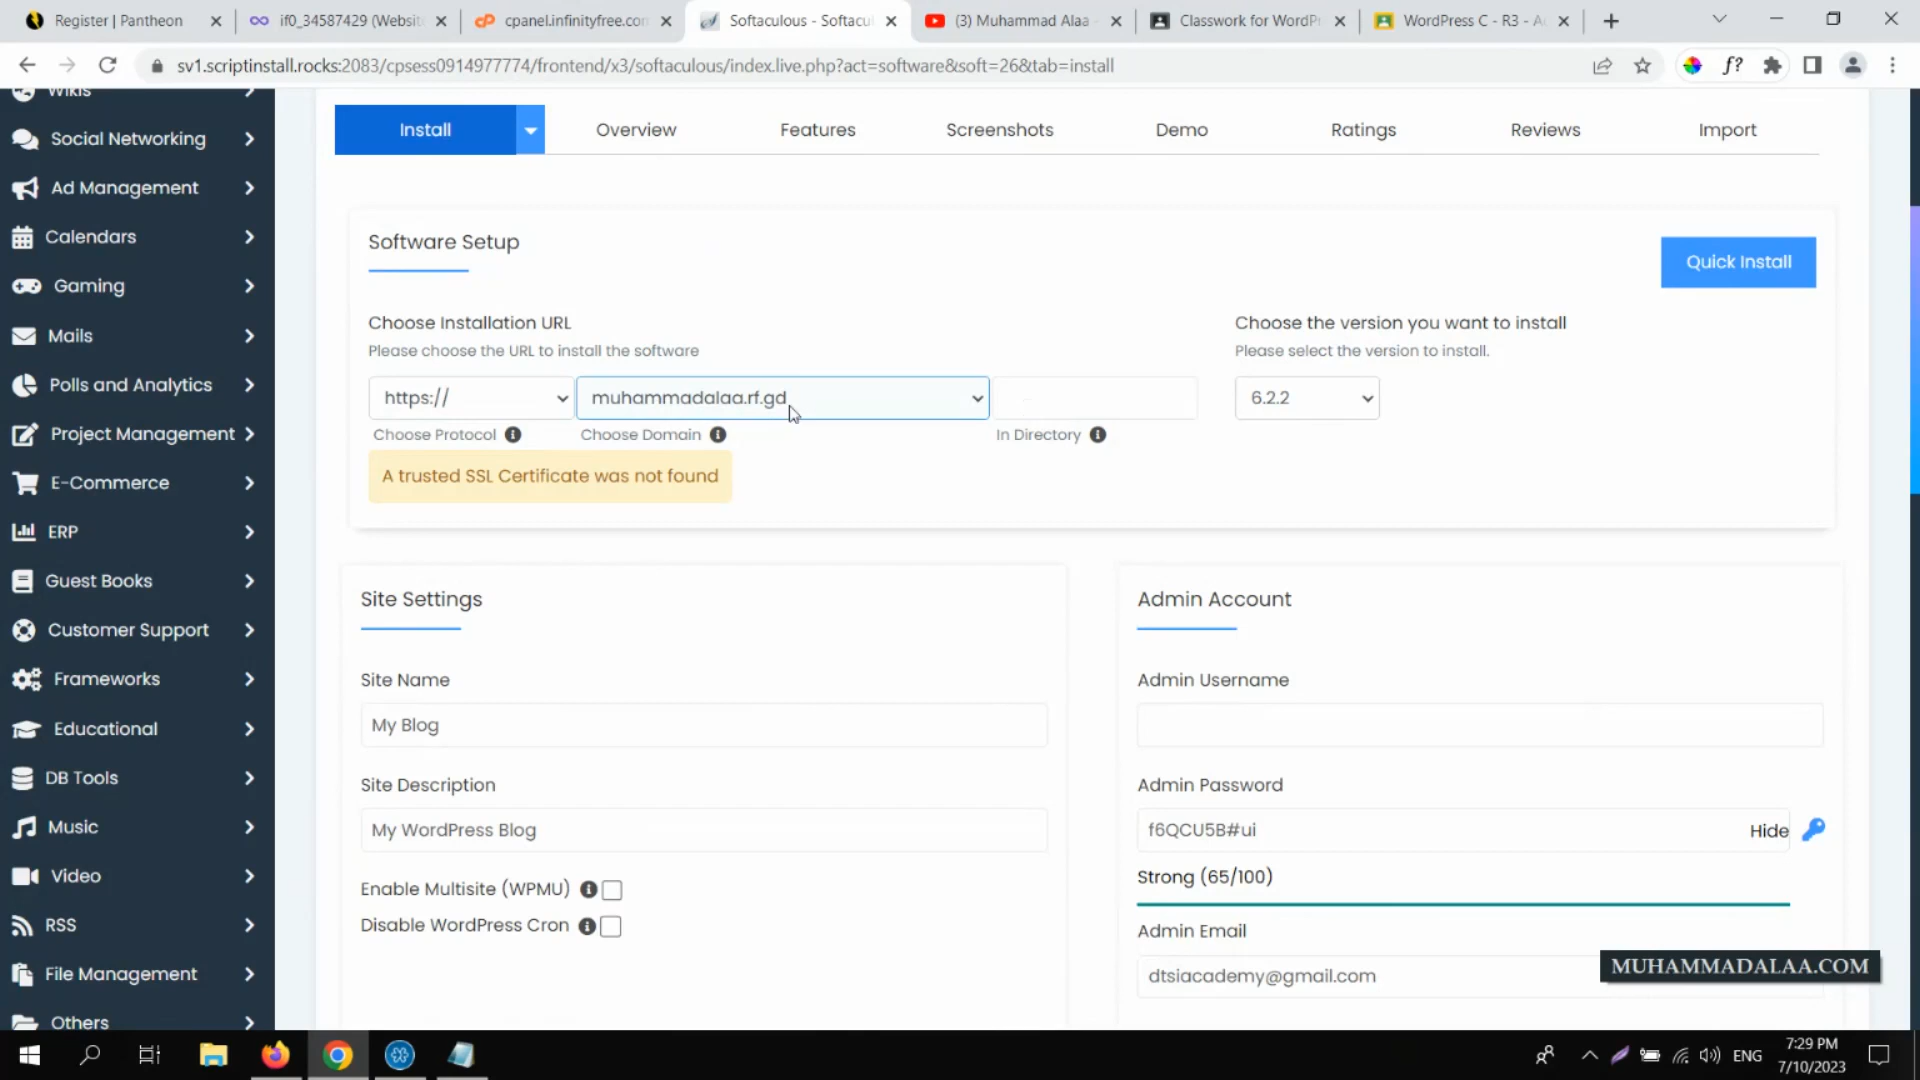 Register | Pantheon
if0_34587429 (Websit
cpanel.infinityfree.con
Softaculous - Softacul
(3) Muhammad Alaa -
Classwork for WordPr
WordPress C - R3 - A
sv1.scriptinstall.rocks:2083/cpsess0914977774/frontend/x3/softaculous/index.live.php?act=software&soft=26&tab=install
Wikis
Social Networking
Ad Management
Calendars
Gaming
Mails
Polls and Analytics
Project Management
E-Commerce
ERP
Guest Books
Customer Support
Frameworks
Educational
DB Tools
Music
Video
RSS
File Management
Others
Install
Overview
Features
Screenshots
Demo
Ratings
Reviews
Import
Software Setup
Quick Install
Choose Installation URL
Please choose the URL to install the software
https://
muhammadalaa.rf.gd
Choose Protocol
Choose Domain
In Directory
A trusted SSL Certificate was not found
Choose the version you want to install
Please select the version to install.
6.2.2
Site Settings
Site Name
My Blog
Site Description
My WordPress Blog
Enable Multisite (WPMU)
Disable WordPress Cron
Admin Account
Admin Username
Admin Password
f6QCU5B#ui
Hide
Strong (65/100)
Admin Email
dtsiacademy@gmail.com
MUHAMMADALAA.COM
ENG
7:29 PM
7/10/2023